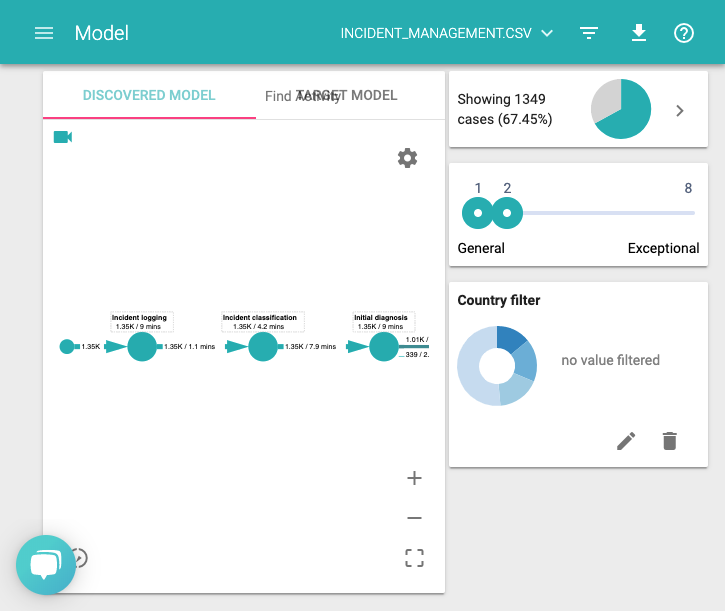 Model
INCIDENT_MANAGEMENT.CSV
DISCOVERED MODEL
Find Activity
TARGET MODEL
Incident logging
1.35K / 9 mins
Incident classification
1.35K / 4.2 mins
Initial diagnosis
1.35K / 9 mins
1.35K
1.35K / 1.1 mins
1.35K / 7.9 mins
1.01K /
...339 / 2.
Showing 1349
cases (67.45%)
1 2 8
General Exceptional
Country filter
no value filtered